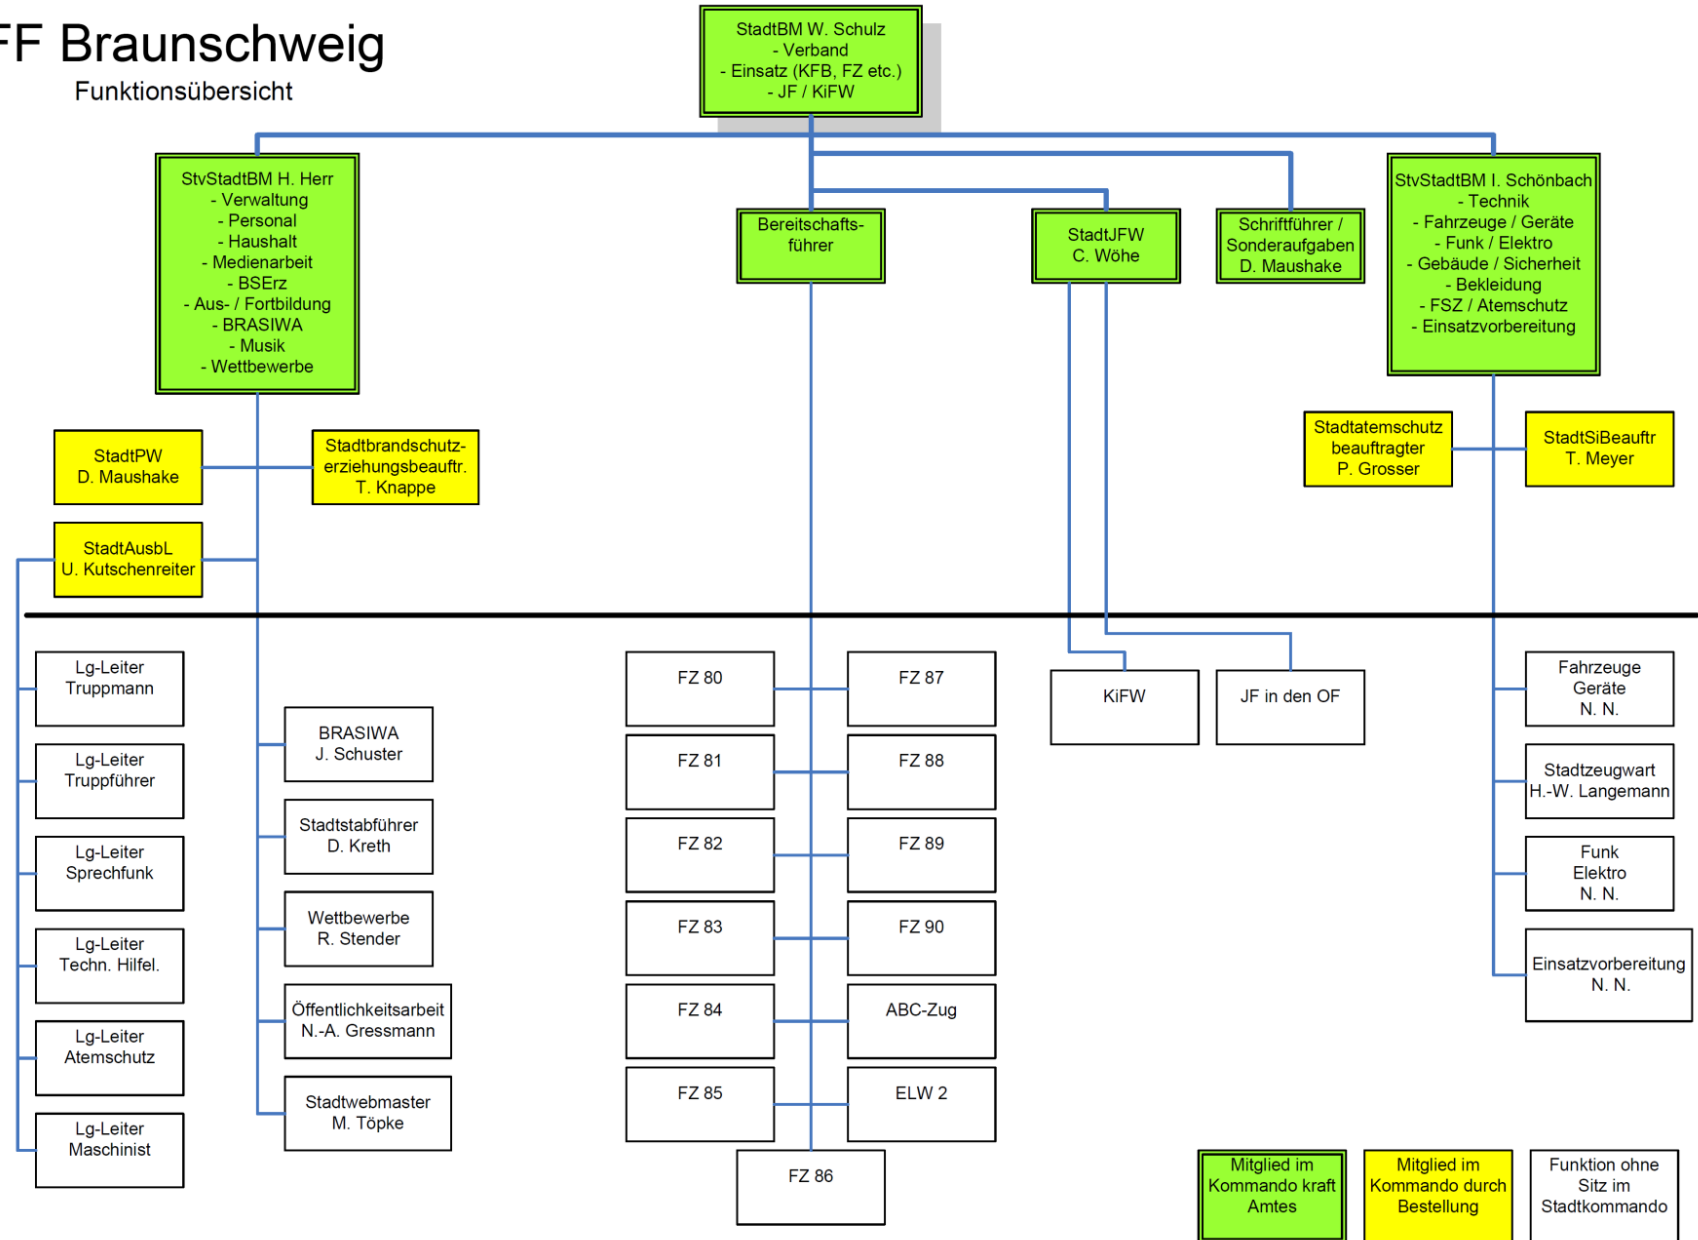 FF Braunschweig
Funktionsübersicht
StadtBM W. Schulz
- Verband
- Einsatz (KFB, FZ etc.)
- JF / KiFW
StvStadtBM H. Herr
- Verwaltung
- Personal
- Haushalt
- Medienarbeit
- BSErz
- Aus- / Fortbildung
- BRASIWA
- Musik
- Wettbewerbe
Bereitschafts-
führer
StadtJFW
C. Wöhe
Schriftführer /
Sonderaufgaben
D. Maushake
StvStadtBM I. Schönbach
- Technik
- Fahrzeuge / Geräte
- Funk / Elektro
- Gebäude / Sicherheit
- Bekleidung
- FSZ / Atemschutz
- Einsatzvorbereitung
StadtPW
D. Maushake
Stadtbrandschutz-
erziehungsbeauftr.
T. Knappe
Stadtatemschutz
beauftragter
P. Grosser
StadtSiBeauftr
T. Meyer
StadtAusbL
U. Kutschenreiter
Lg-Leiter
Truppmann
Lg-Leiter
Truppführer
Lg-Leiter
Sprechfunk
Lg-Leiter
Techn. Hilfel.
Lg-Leiter
Atemschutz
Lg-Leiter
Maschinist
BRASIWA
J. Schuster
Stadtstabführer
D. Kreth
Wettbewerbe
R. Stender
Öffentlichkeitsarbeit
N.-A. Gressmann
Stadtwebmaster
M. Töpke
FZ 80
FZ 87
FZ 81
FZ 88
FZ 82
FZ 89
FZ 83
FZ 90
FZ 84
ABC-Zug
FZ 85
ELW 2
FZ 86
KiFW
JF in den OF
Fahrzeuge
Geräte
N. N.
Stadtzeugwart
H.-W. Langemann
Funk
Elektro
N. N.
Einsatzvorbereitung
N. N.
Mitglied im
Kommando kraft
Amtes
Mitglied im
Kommando durch
Bestellung
Funktion ohne
Sitz im
Stadtkommando